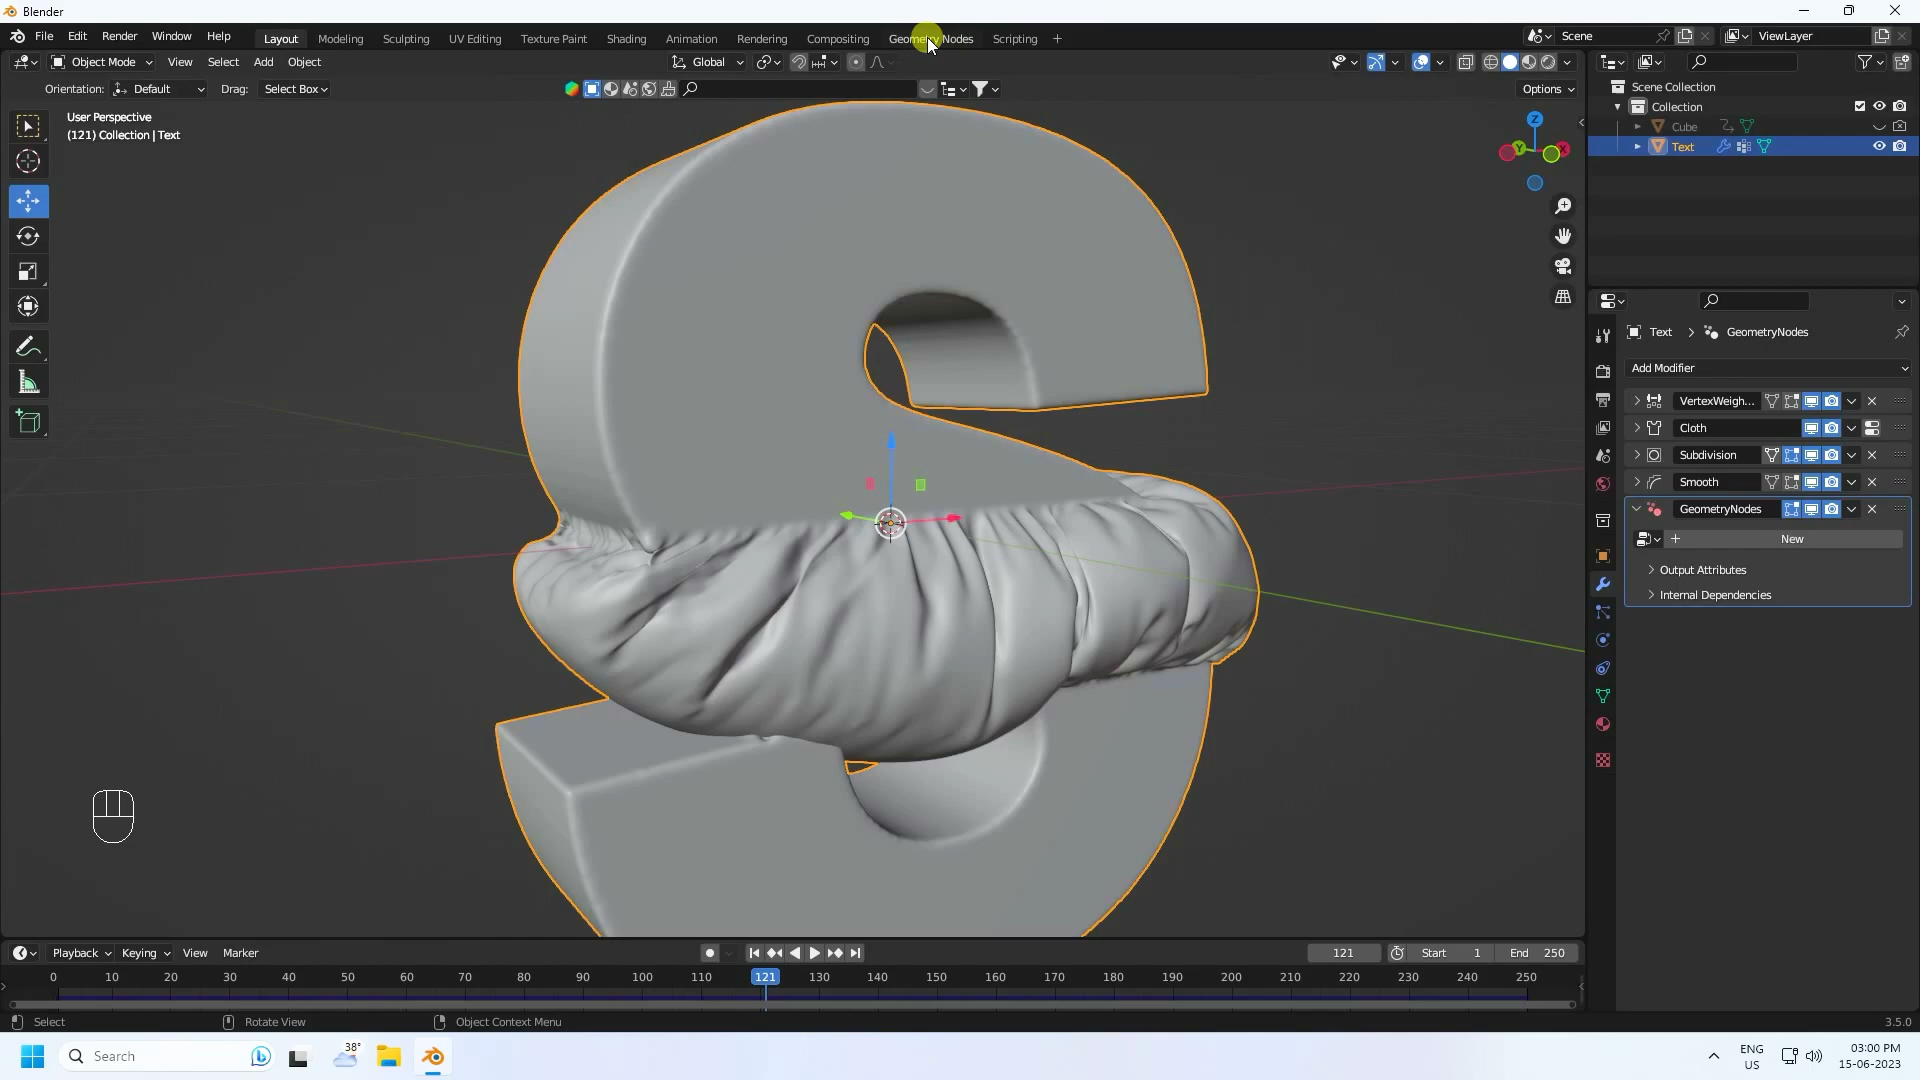 Blender
File Edit Render Window Help Layout Modeling Sculpting UV Editing Texture Paint Shading Animation Rendering Compositing Geometry Nodes Scripting + Scene ViewLayer
Object Mode View Select Add Object Global
Orientation: Default Drag: Select Box Options
User Perspective
(121) Collection | Text
Z
Y
X
Scene Collection
Collection
Cube
Text
Text > GeometryNodes
Add Modifier
VertexWeigh...
Cloth
Subdivision
Smooth
GeometryNodes
New
Output Attributes
Internal Dependencies
Playback Keying View Marker 121 Start 1 End 250
0 10 20 30 40 50 60 70 80 90 100 110 121 130 140 150 160 170 180 190 200 210 220 230 240 250
Select Rotate View Object Context Menu 3.5.0
Search 38° ENG US 03:00 PM 15-06-2023